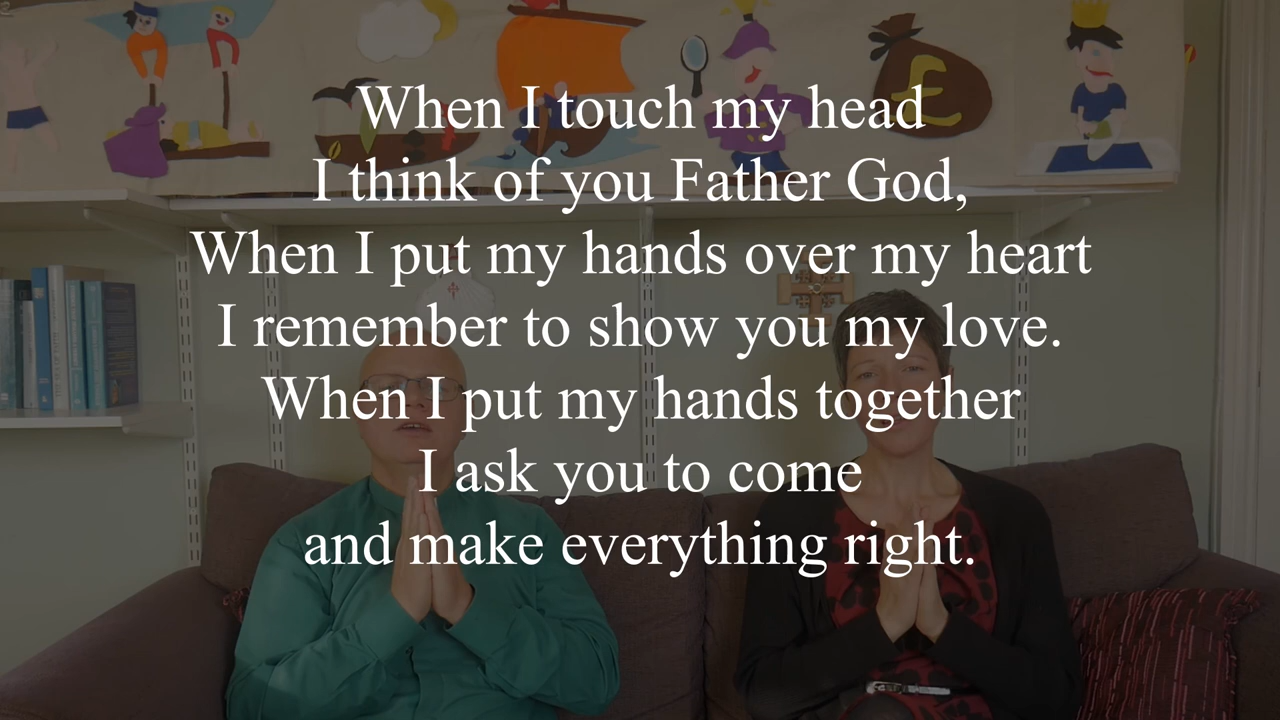 When I touch my head
I think of you Father God,
When I put my hands over my heart
I remember to show you my love.
When I put my hands together
I ask you to come
and make everything right.
£